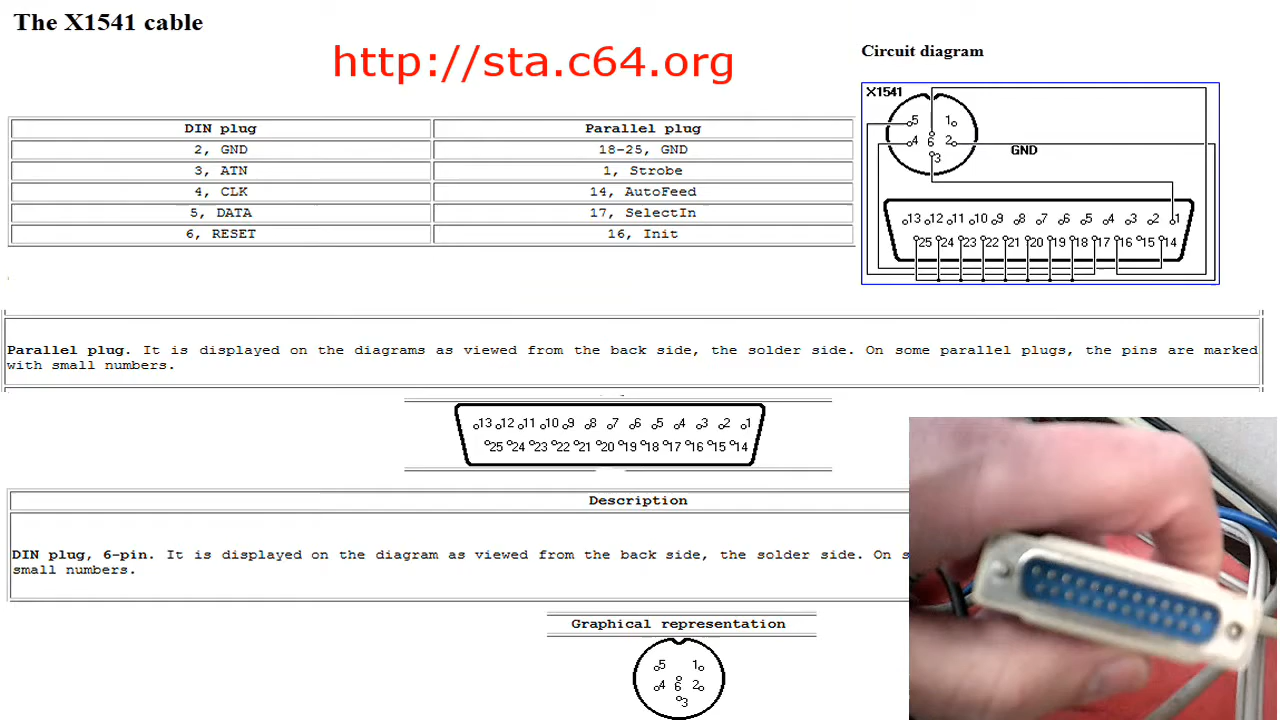 The X1541 cable
http://sta.c64.org
Circuit diagram
DIN plug Parallel plug
2, GND 18-25, GND
3, ATN 1, Strobe
4, CLK 14, AutoFeed
5, DATA 17, SelectIn
6, RESET 16, Init
X1541
5 1
4 6 2
3
GND
13 12 11 10 9 8 7 6 5 4 3 2 1
25 24 23 22 21 20 19 18 17 16 15 14
Parallel plug. It is displayed on the diagrams as viewed from the back side, the solder side. On some parallel plugs, the pins are marked
with small numbers.
13 12 11 10 9 8 7 6 5 4 3 2 1
25 24 23 22 21 20 19 18 17 16 15 14
Description
DIN plug, 6-pin. It is displayed on the diagram as viewed from the back side, the solder side. On s
small numbers.
Graphical representation
5 1
4 6 2
3